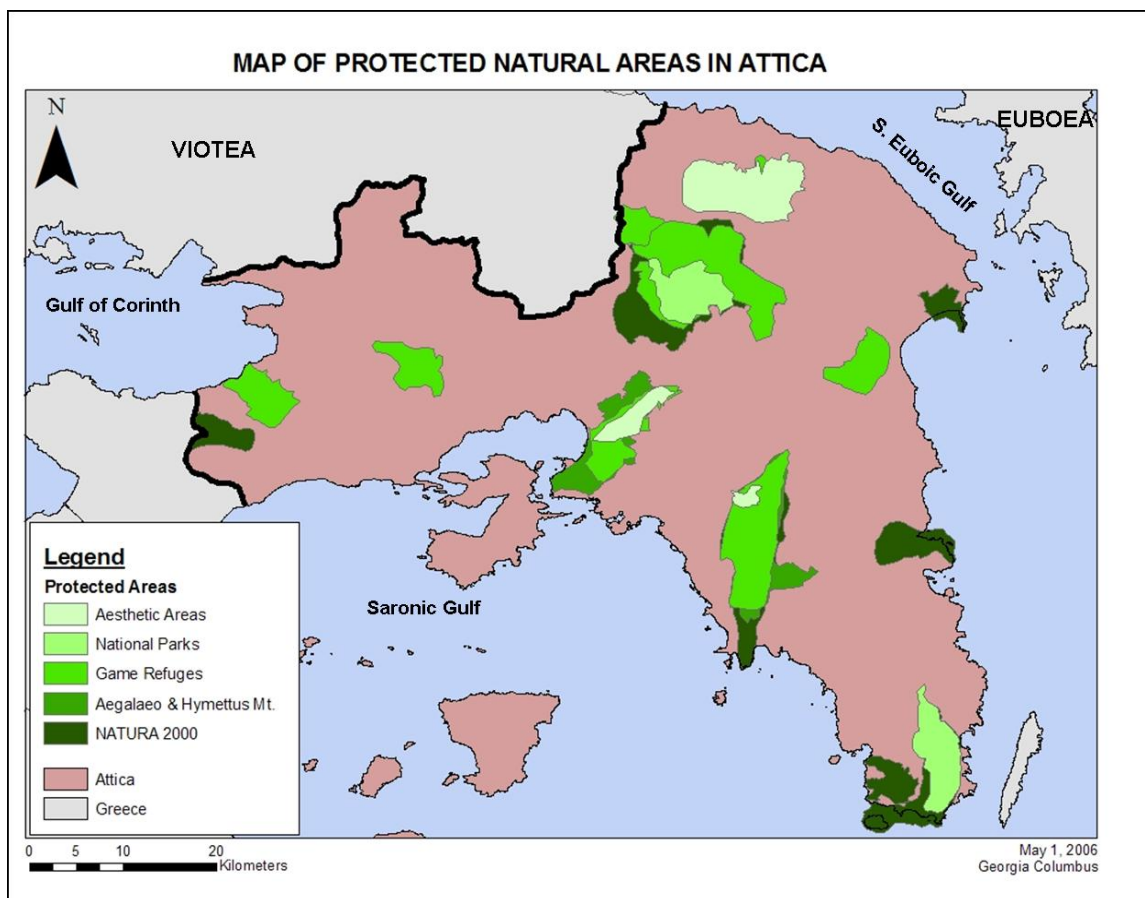 MAP OF PROTECTED NATURAL AREAS IN ATTICA
N
VIOTEA
EUBOEA
S. Euboic Gulf
Gulf of Corinth
Saronic Gulf
Legend
Protected Areas
Aesthetic Areas
National Parks
Game Refuges
Aegalaeo & Hymettus Mt.
NATURA 2000
Attica
Greece
0 5 10 20
Kilometers
May 1, 2006
Georgia Columbus